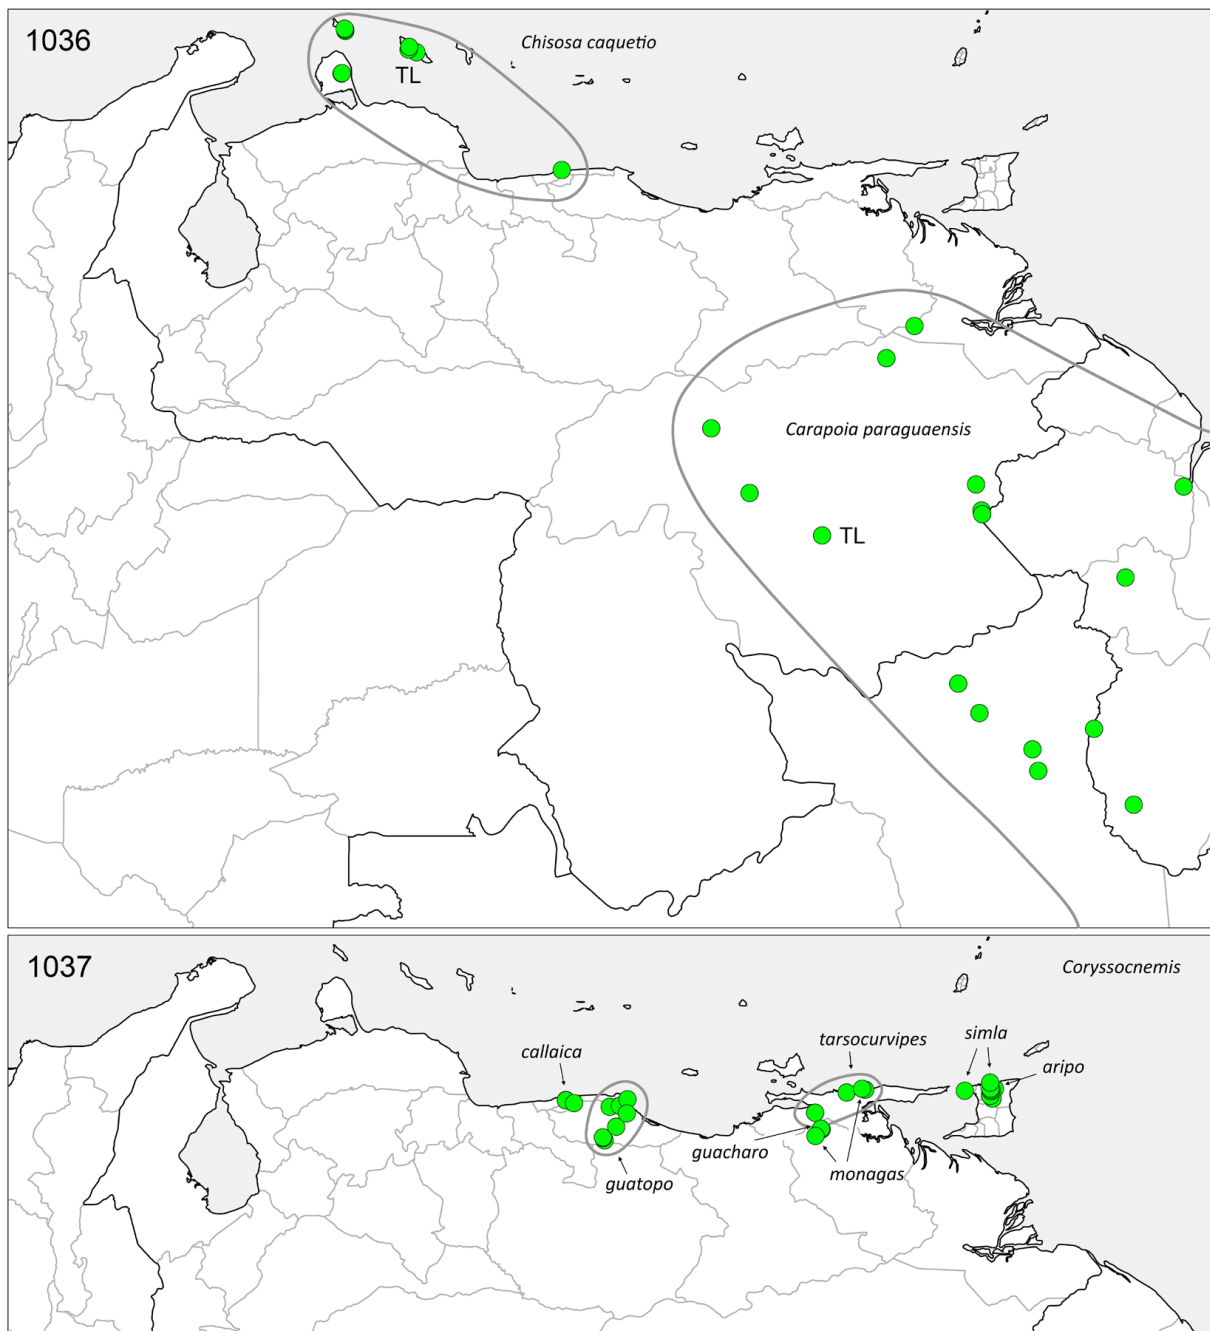 1036
Chisosa caquetio
TL
Carapoia paraguaensis
TL
1037
Coryssocnemis
callaica
tarsocurvipes
simla
aripo
guacharo
monagas
guatopo